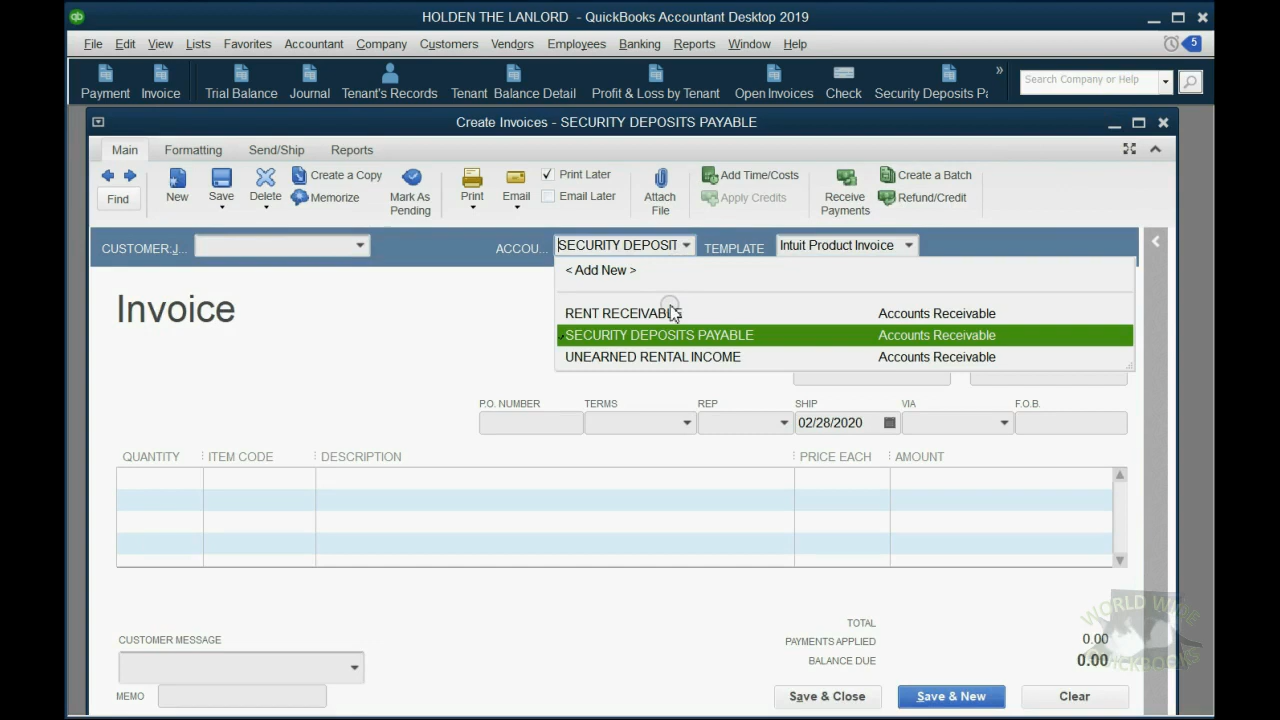 HOLDEN THE LANLORD - QuickBooks Accountant Desktop 2019
File Edit View Lists Favorites Accountant Company Customers Vendors Employees Banking Reports Window Help 5
Payment Invoice Trial Balance Journal Tenant's Records Tenant Balance Detail Profit & Loss by Tenant Open Invoices Check Security Deposits Pa » Search Company or Help
Create Invoices - SECURITY DEPOSITS PAYABLE
Main Formatting Send/Ship Reports
Find New Save Delete Create a Copy Memorize Mark As Pending Print Email Print Later Email Later Attach File Add Time/Costs Apply Credits Receive Payments Create a Batch Refund/Credit
CUSTOMER:J... ACCOU... SECURITY DEPOSIT TEMPLATE Intuit Product Invoice
< Add New >
Invoice
RENT RECEIVABLE Accounts Receivable
SECURITY DEPOSITS PAYABLE Accounts Receivable
UNEARNED RENTAL INCOME Accounts Receivable
P.O. NUMBER TERMS REP SHIP VIA F.O.B.
02/28/2020
QUANTITY ITEM CODE DESCRIPTION PRICE EACH AMOUNT
TOTAL
CUSTOMER MESSAGE
PAYMENTS APPLIED 0.00
BALANCE DUE 0.00
MEMO
Save & Close Save & New Clear
WORLD WIDE
QUICKBOOKS